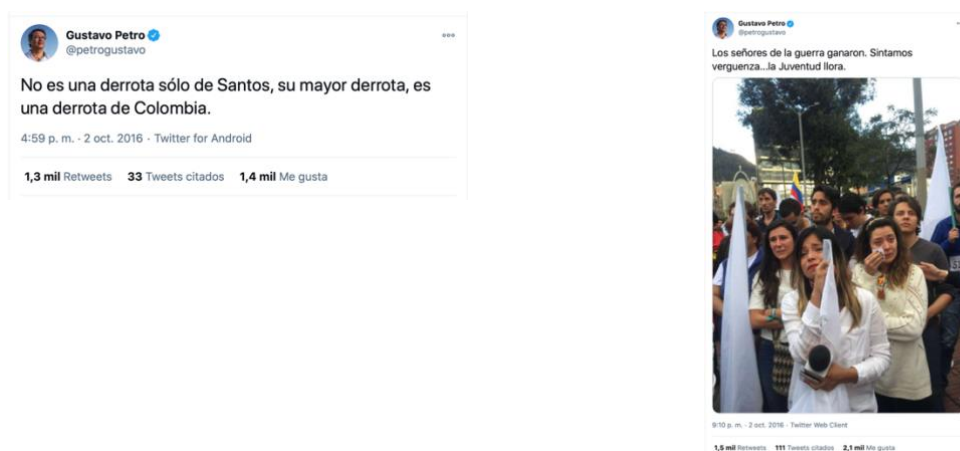 Gustavo Petro
@petrogustavo
No es una derrota sólo de Santos, su mayor derrota, es
una derrota de Colombia.
4:59 p. m. · 2 oct. 2016 · Twitter for Android
1,3 mil Retweets 33 Tweets citados 1,4 mil Me gusta
Gustavo Petro
@petrogustavo
Los señores de la guerra ganaron. Sintamos
verguenza...la Juventud llora.
9:10 p. m. · 2 oct. 2016 · Twitter Web Client
1,5 mil Retweets 111 Tweets citados 2,1 mil Me gusta